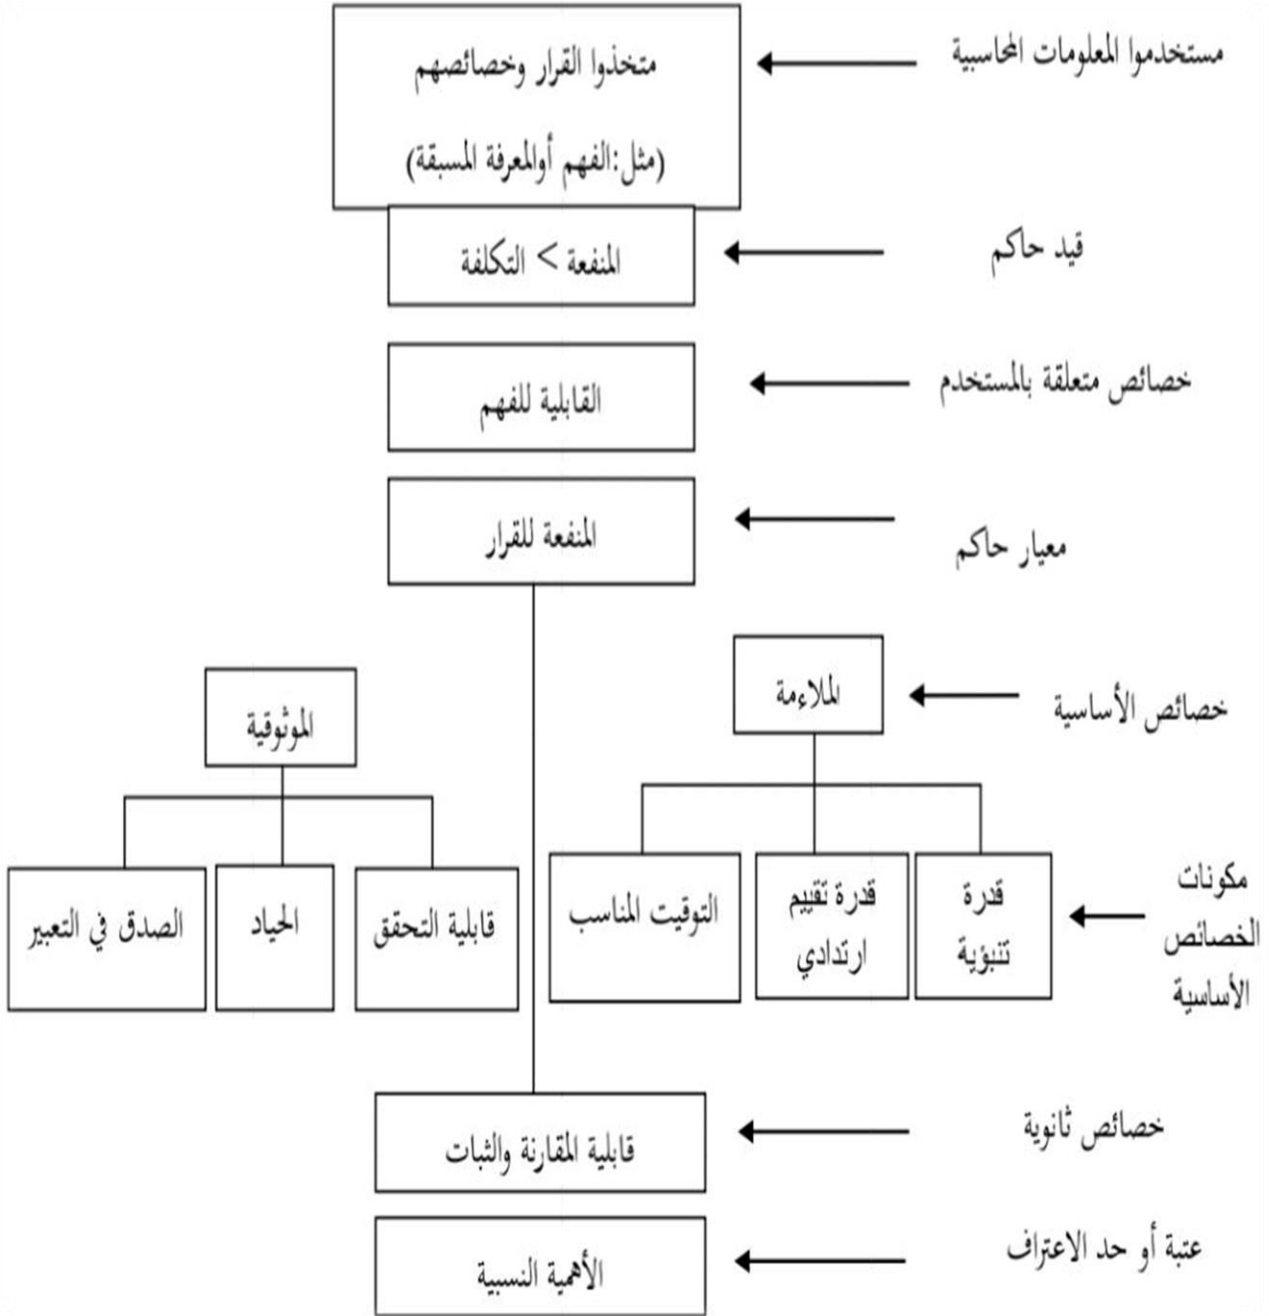 مستخدموا المعلومات المحاسبية
متخذوا القرار وخصائصهم
(مثل:الفهم أوالمعرفة المسبقة)
قيد حاكم
المنفعة > التكلفة
خصائص متعلقة بالمستخدم
القابلية للفهم
معيار حاكم
المنفعة للقرار
خصائص الأساسية
الملاءمة
الموثوقية
مكونات
الخصائص
الأساسية
قدرة
تنبؤية
قدرة تقييم
ارتدادي
التوقيت المناسب
قابلية التحقق
الحياد
الصدق في التعبير
خصائص ثانوية
قابلية المقارنة والثبات
عتبة أو حد الاعتراف
الأهمية النسبية